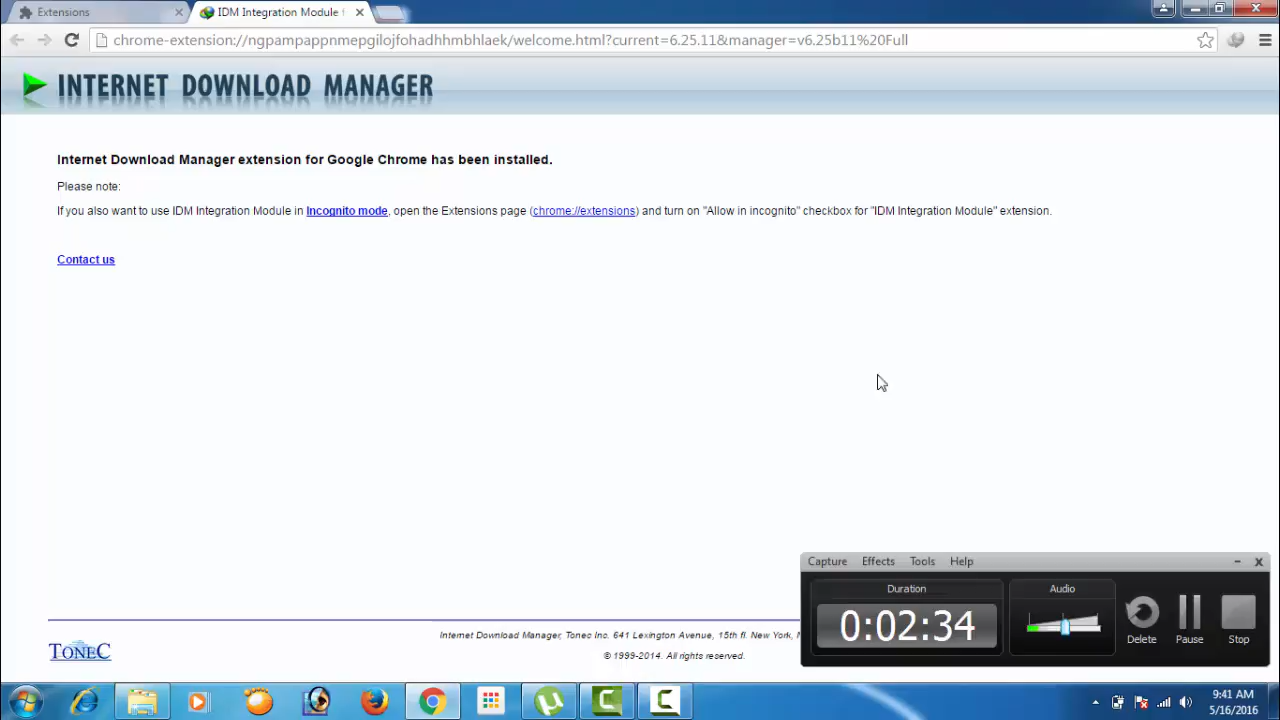 Extensions
IDM Integration Module f
chrome-extension://ngpampappnmepgilojfohadhhmbhlaek/welcome.html?current=6.25.11&manager=v6.25b11%20Full
INTERNET DOWNLOAD MANAGER
Internet Download Manager extension for Google Chrome has been installed.
Please note:
If you also want to use IDM Integration Module in Incognito mode, open the Extensions page (chrome://extensions) and turn on "Allow in incognito" checkbox for "IDM Integration Module" extension.
Contact us
Capture Effects Tools Help
Duration
Audio
0:02:34
Delete Pause Stop
TONEC
Internet Download Manager, Tonec Inc. 641 Lexington Avenue, 15th fl. New York, N
© 1999-2014. All rights reserved.
9:41 AM
5/16/2016